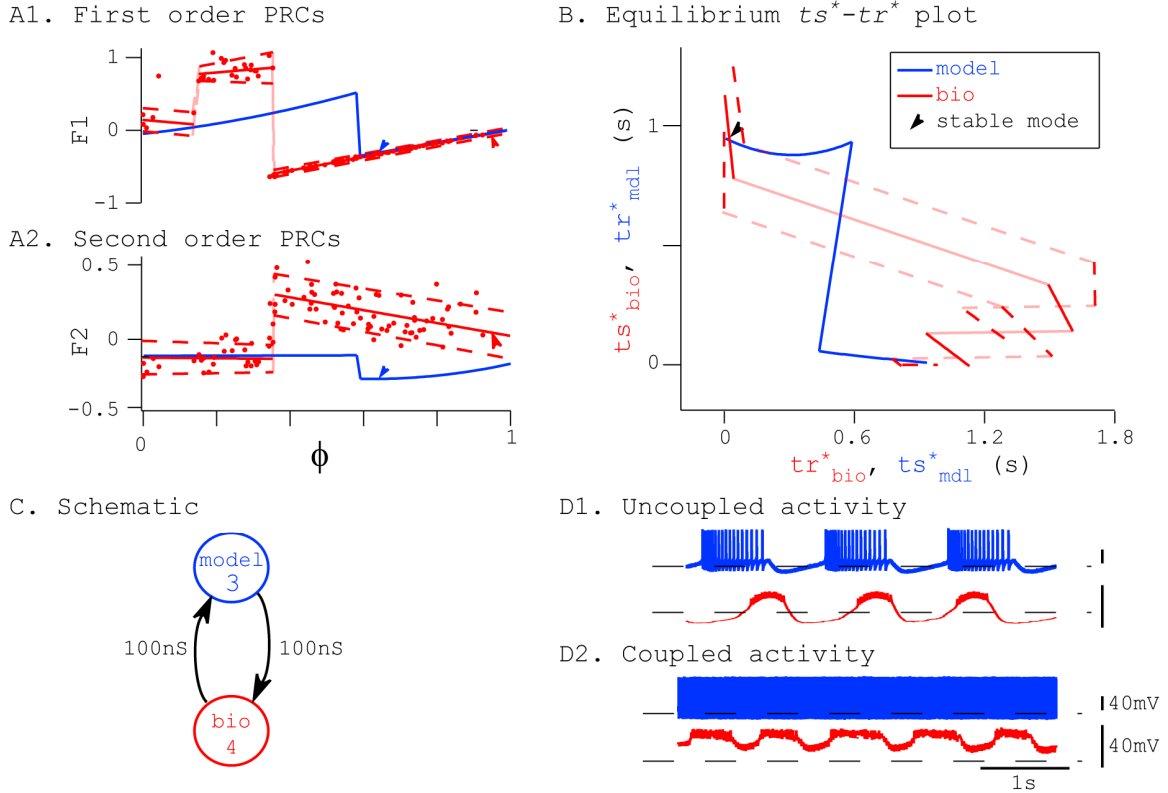 A1. First order PRCs
1
0
-1
F1
A2. Second order PRCs
0.5
0
-0.5
F2
0
1
ϕ
B. Equilibrium ts*-tr* plot
model
bio
stable mode
1
0
ts*bio, tr*mdl (s)
0
0.6
1.2
1.8
tr*bio, ts*mdl (s)
C. Schematic
model
3
100nS
100nS
bio
4
D1. Uncoupled activity
D2. Coupled activity
40mV
40mV
1s